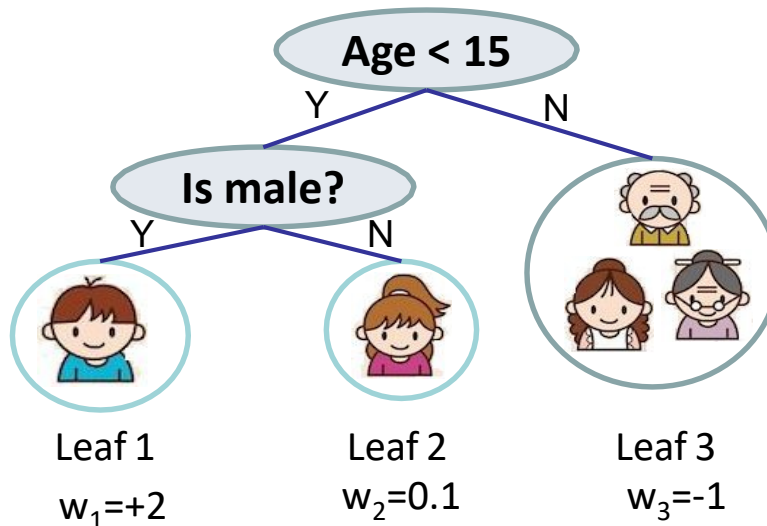 Age < 15
Y
N
Is male?
Y
N
Leaf 1
Leaf 2
Leaf 3
w₁=+2
w₂=0.1
w₃=-1